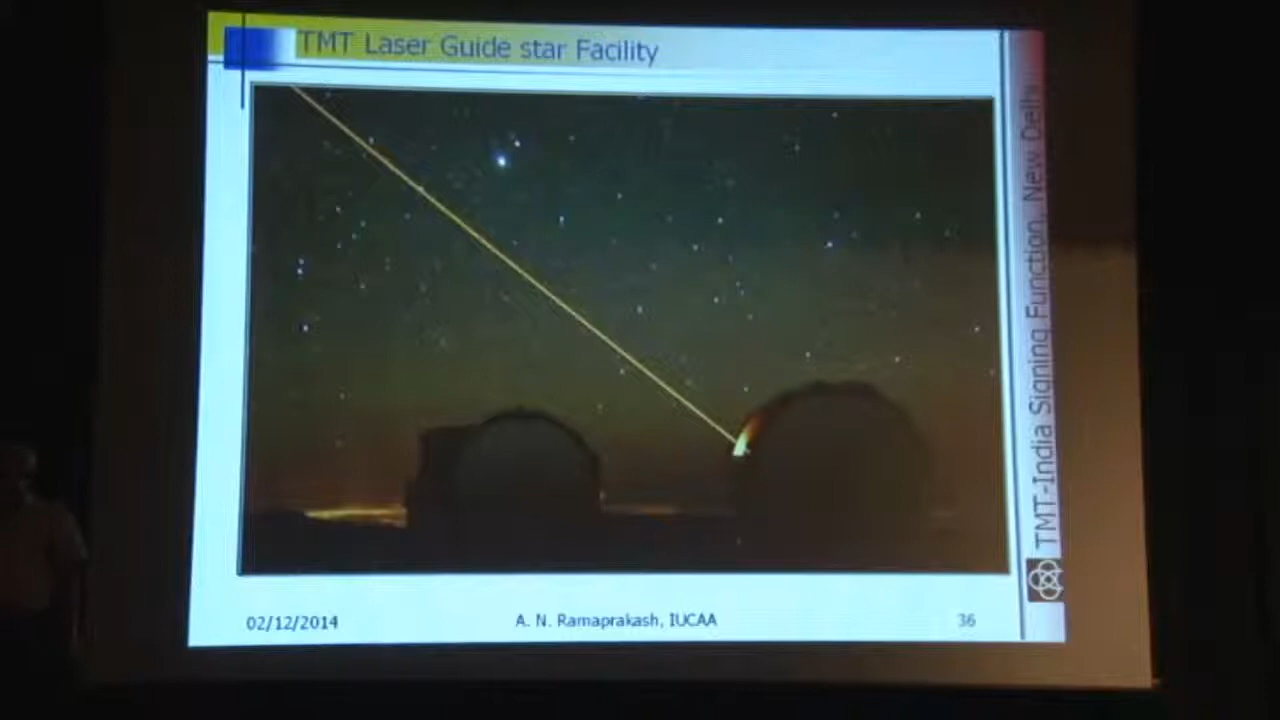 TMT Laser Guide star Facility
TMT-India Signing Function, New Delhi
02/12/2014
A. N. Ramaprakash, IUCAA
36